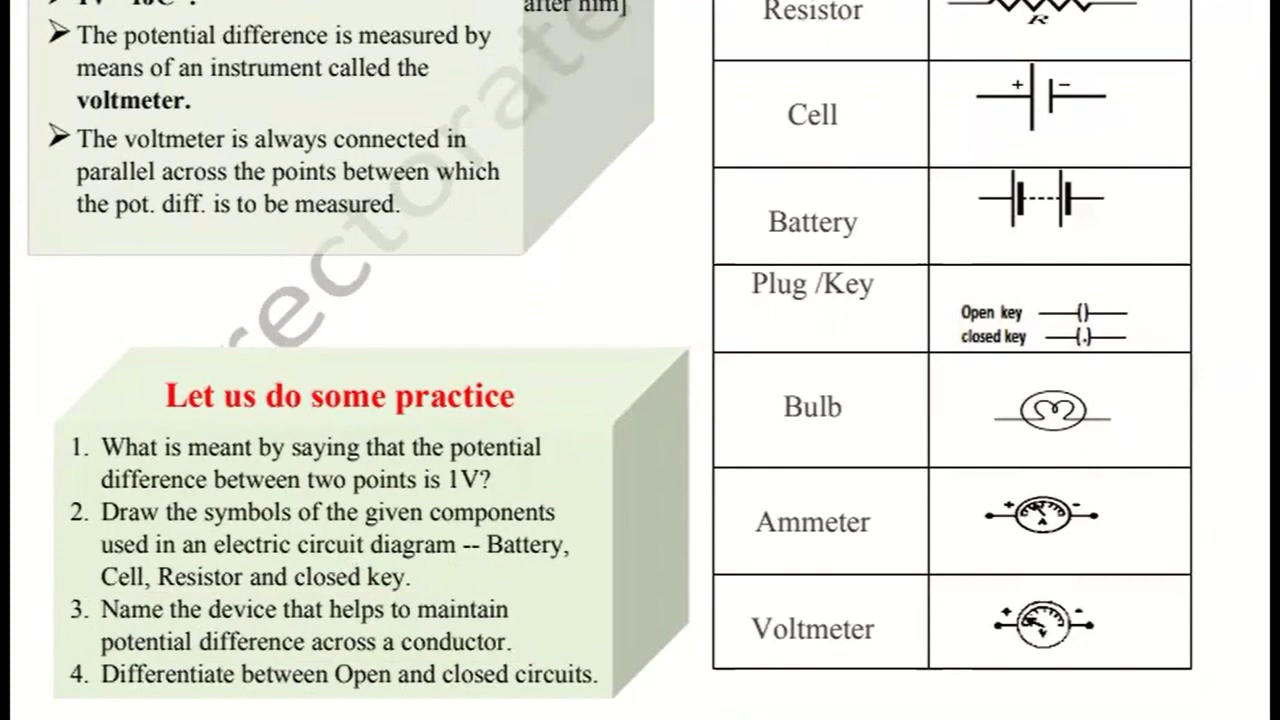 after him]
➤ The potential difference is measured by
means of an instrument called the
voltmeter.
➤ The voltmeter is always connected in
parallel across the points between which
the pot. diff. is to be measured.
Let us do some practice
1. What is meant by saying that the potential
difference between two points is 1V?
2. Draw the symbols of the given components
used in an electric circuit diagram -- Battery,
Cell, Resistor and closed key.
3. Name the device that helps to maintain
potential difference across a conductor.
4. Differentiate between Open and closed circuits.
Resistor
R
Cell
+ −
Battery
Plug /Key
Open key ( )
closed key (.)
Bulb
Ammeter
+ -
A
Voltmeter
+ -
V
rectorate